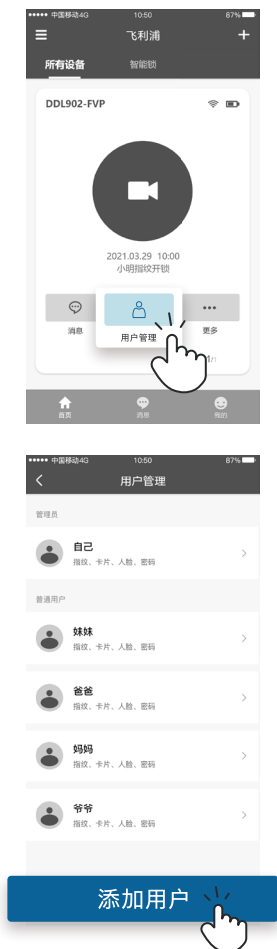 中国移动4G 10:50 87%
飞利浦
所有设备 智能锁
DDL902-FVP
2021.03.29 10:00
小明指纹开锁
消息 用户管理 更多
首页 消息 我的
中国移动4G 10:50 87%
用户管理
管理员
自己
指纹、卡片、人脸、密码
普通用户
妹妹
指纹、卡片、人脸、密码
爸爸
指纹、卡片、人脸、密码
妈妈
指纹、卡片、人脸、密码
爷爷
指纹、卡片、人脸、密码
添加用户